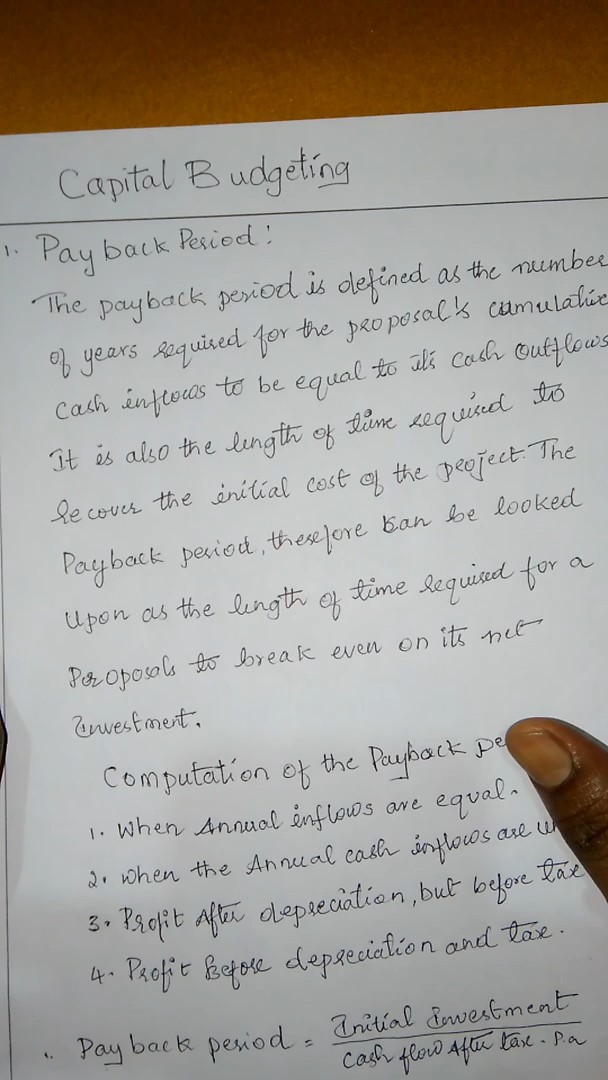 Capital Budgeting
1. Payback Period:
The payback period is defined as the number
of years required for the proposal's cumulative
Cash inflows to be equal to its Cash Outflows
It is also the length of time required to
Recover the initial cost of the project. The
Payback period, therefore can be looked
Upon as the length of time required for a
Proposals to break even on its net
Investment.
Computation of the Payback
1. When Annual inflows are equal.
2. when the Annual cash inflows are
3. Profit After depreciation, but before tax
4. Profit Before depreciation and tax.
Payback period = Initial Investment
Cash flow After tax. P.a